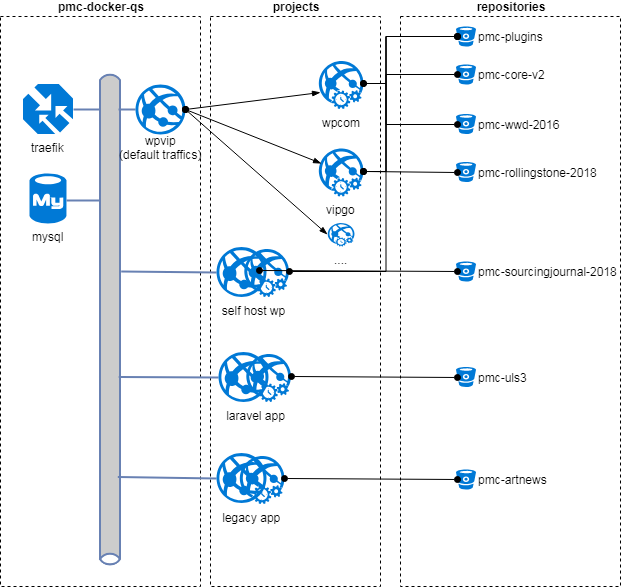 pmc-docker-qs
projects
repositories
pmc-plugins
pmc-core-v2
traefik
wpvip
(default traffics)
wpcom
pmc-wwd-2016
My
mysql
vipgo
pmc-rollingstone-2018
....
self host wp
pmc-sourcingjournal-2018
laravel app
pmc-uls3
legacy app
pmc-artnews